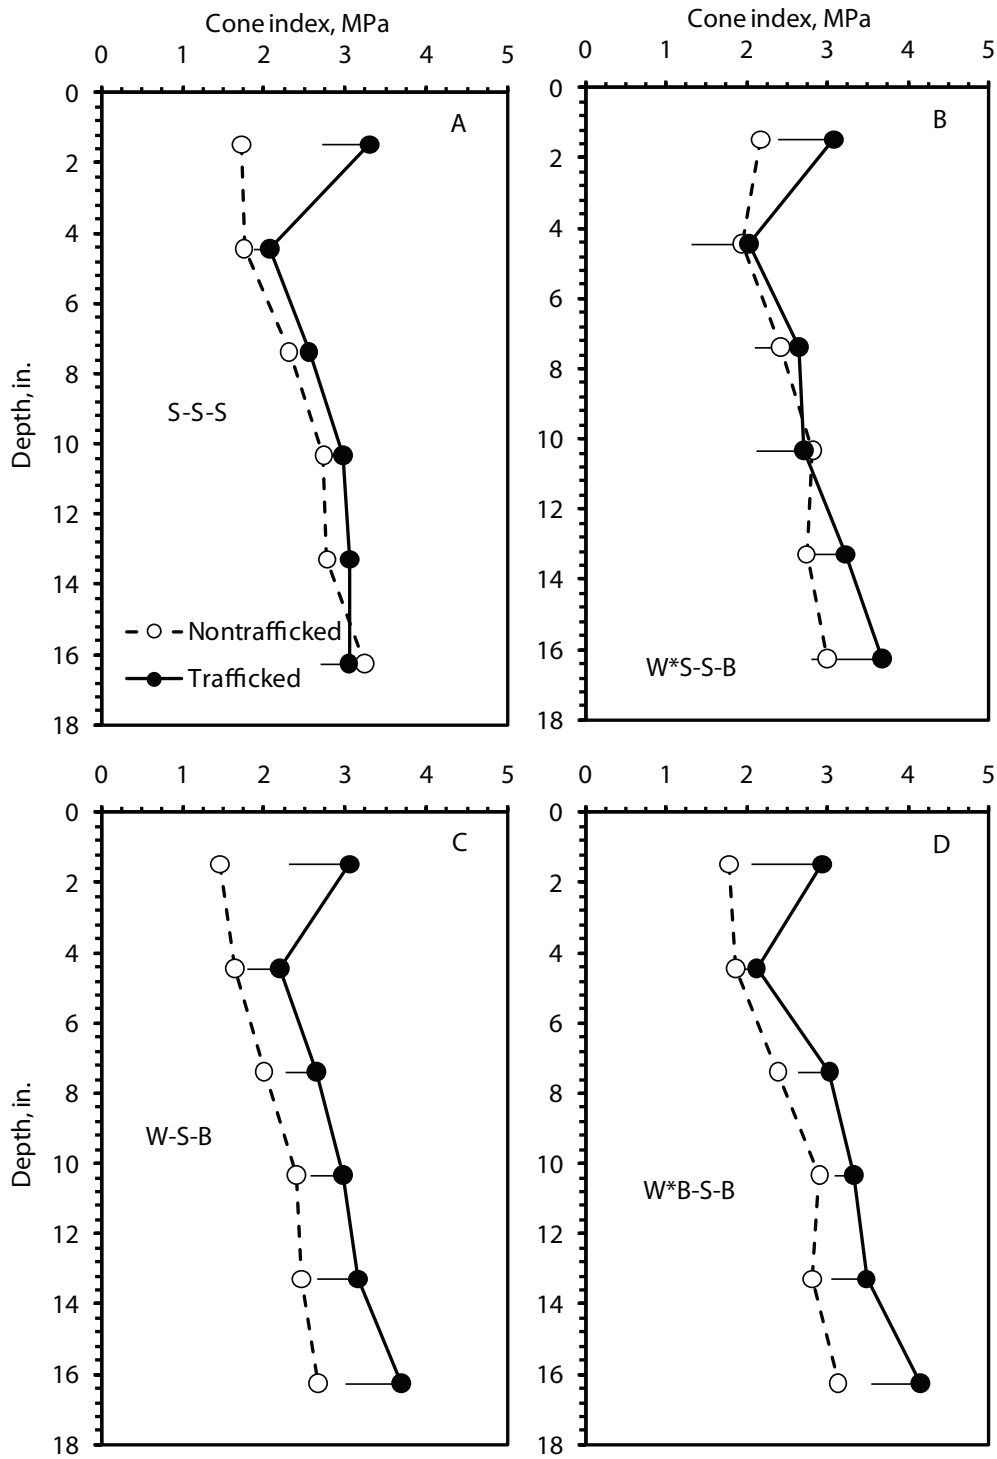 Cone index, MPa
0 1 2 3 4 5
0
2
4
6
8
10
12
14
16
18
Depth, in.
A
S-S-S
Nontrafficked
Trafficked
Cone index, MPa
0 1 2 3 4 5
0
2
4
6
8
10
12
14
16
18
B
W*S-S-B
0 1 2 3 4 5
0
2
4
6
8
10
12
14
16
18
Depth, in.
C
W-S-B
0 1 2 3 4 5
0
2
4
6
8
10
12
14
16
18
D
W*B-S-B